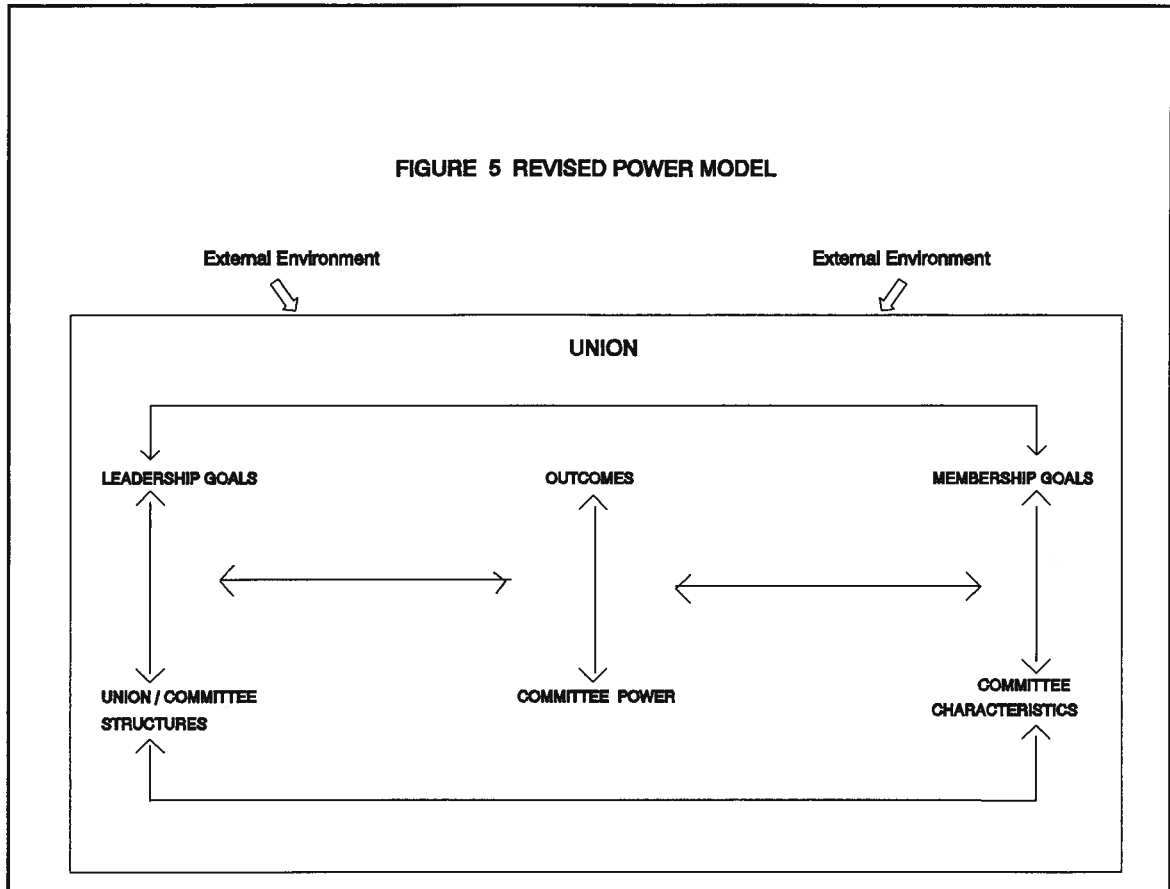 FIGURE 5 REVISED POWER MODEL
External Environment
External Environment
UNION
LEADERSHIP GOALS
OUTCOMES
MEMBERSHIP GOALS
UNION / COMMITTEE
STRUCTURES
COMMITTEE POWER
COMMITTEE
CHARACTERISTICS